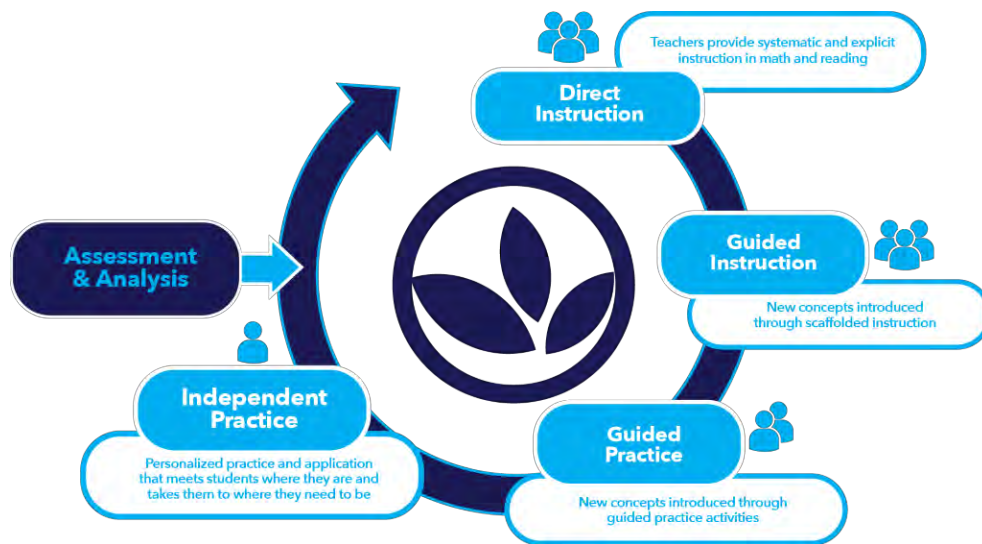 Teachers provide systematic and explicit
instruction in math and reading
Direct
Instruction
Guided
Instruction
New concepts introduced
through scaffolded instruction
Assessment
& Analysis
Independent
Practice
Personalized practice and application
that meets students where they are and
takes them to where they need to be
Guided
Practice
New concepts introduced through
guided practice activities